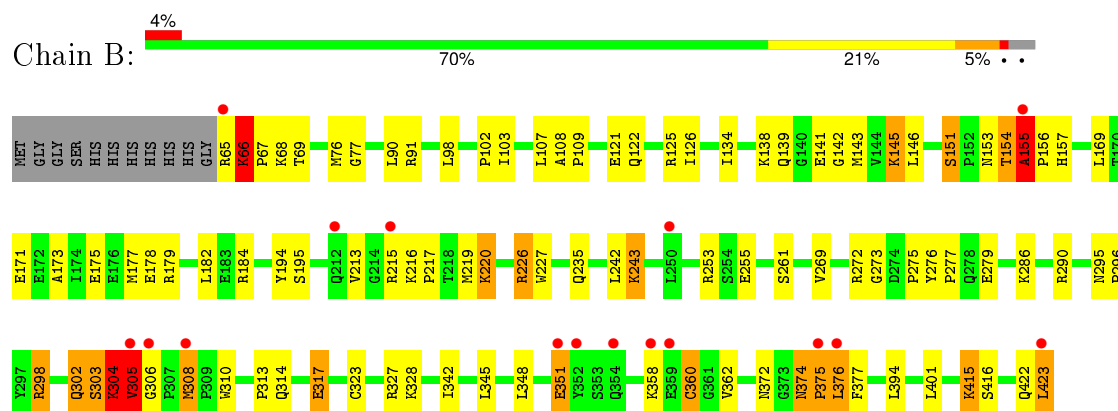 4%
Chain B:
70% 21% 5% • •
MET GLY GLY SER HIS HIS HIS HIS HIS HIS GLY R65 K66 P67 K68 T69 M76 G77 L90 R91 L98 P102 I103 L107 A108 P109 E121 Q122 R125 I126 I134 K138 Q139 G140 E141 G142 M143 V144 K145 L146 S151 P152 N153 T154 A155 P156 H157 L169 T170
E171 E172 A173 I174 E175 E176 M177 E178 R179 L182 E183 R184 Y194 S195 Q212 V213 G214 R215 K216 P217 T218 M219 K220 R226 W227 Q235 L242 K243 L250 R253 S254 E255 S261 V269 R272 G273 D274 P275 Y276 P277 Q278 E279 K286 R290 N295 P296
Y297 R298 Q302 S303 K304 V305 G306 P307 M308 P309 W310 P313 Q314 E317 C323 R327 K328 I342 L345 L348 E351 Y352 S353 Q354 K358 E359 C360 G361 V362 N372 G373 N374 P375 L376 F377 L394 L401 K415 S416 Q422 L423